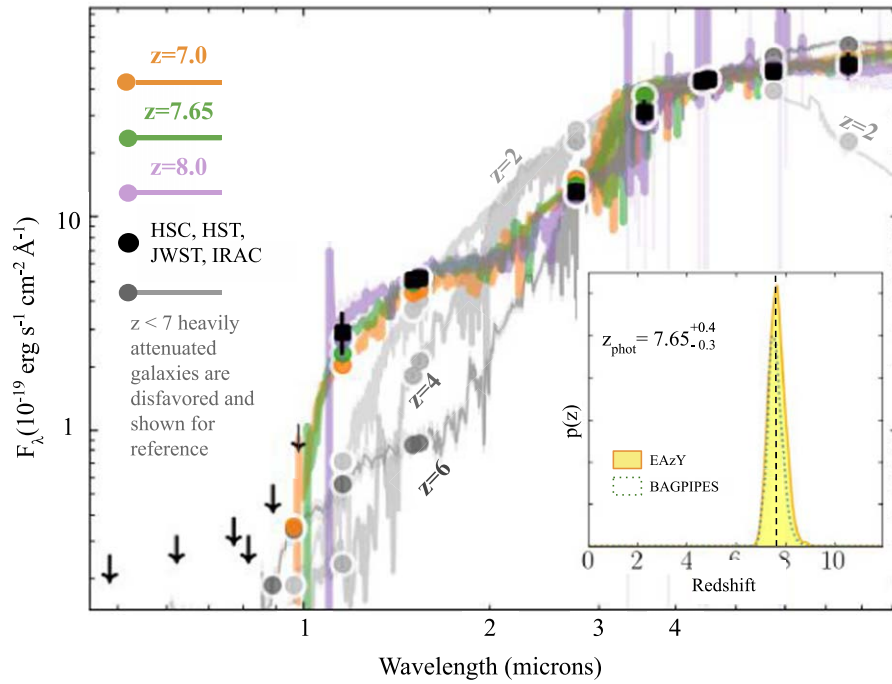 z=7.0
z=7.65
z=8.0
HSC, HST,
JWST, IRAC
z < 7 heavily
attenuated
galaxies are
disfavored and
shown for
reference
z=2
z=2
z=4
z=6
10
1
F_λ(10^-19 erg s^-1 cm^-2 Å^-1)
1
2
3
4
Wavelength (microns)
z_phot = 7.65^+0.4_-0.3
EAzY
BAGPIPES
p(z)
0
2
4
6
8
10
Redshift